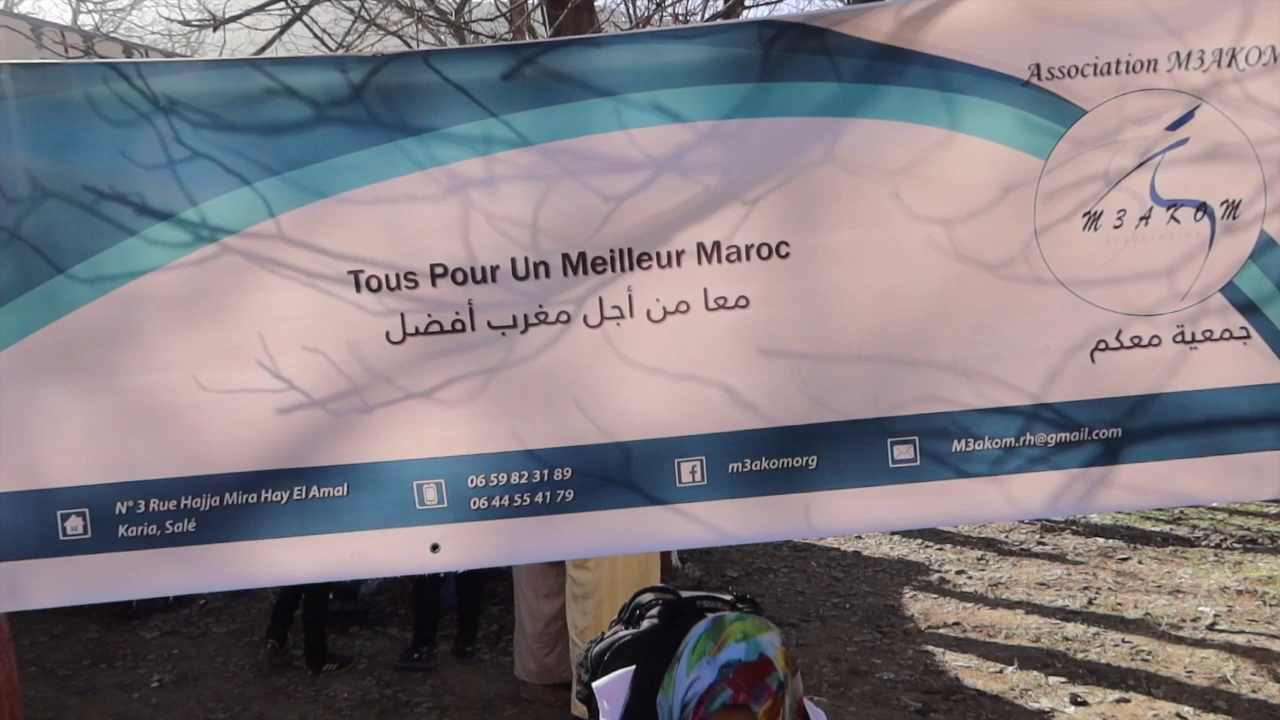 Association M3AKOM
M3AKOM
Tous Pour Un Meilleur Maroc
معا من أجل مغرب أفضل
جمعية معكم
N° 3 Rue Hajja Mira Hay El Amal
Karia, Salé
06 59 82 31 89
06 44 55 41 79
m3akomorg
M3akom.rh@gmail.com